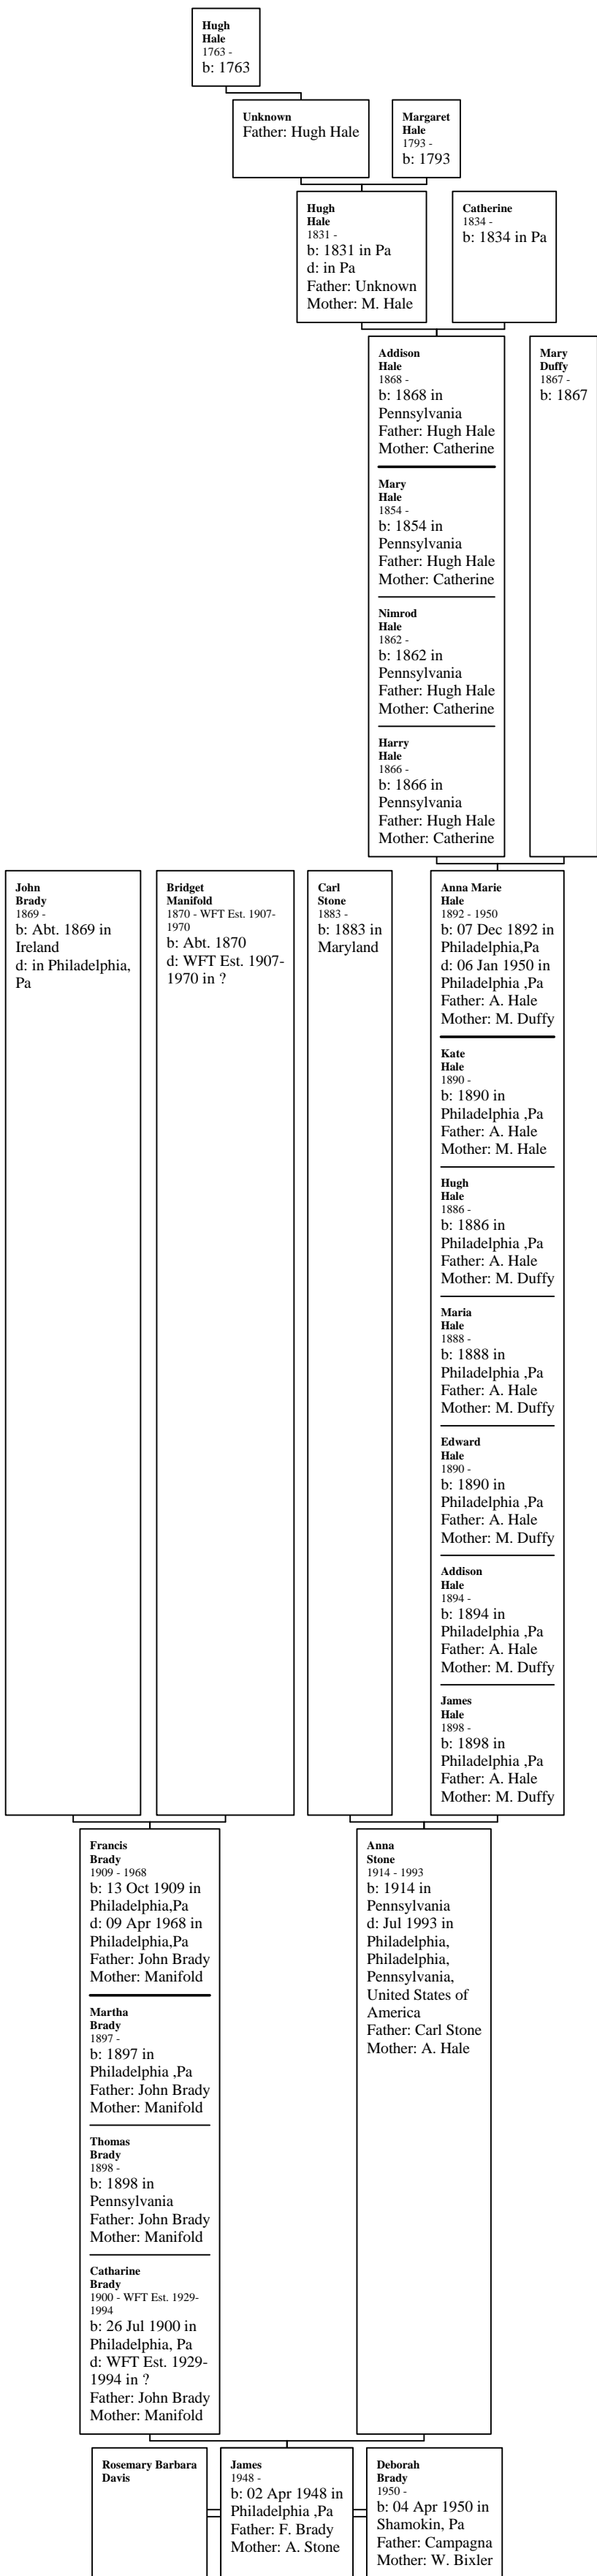 Hugh
Hale
1763 -
b: 1763
Unknown
Father: Hugh Hale
Margaret
Hale
1793 -
b: 1793
Hugh
Hale
1831 -
b: 1831 in Pa
d: in Pa
Father: Unknown
Mother: M. Hale
Catherine
1834 -
b: 1834 in Pa
Addison
Hale
1868 -
b: 1868 in
Pennsylvania
Father: Hugh Hale
Mother: Catherine
Mary
Hale
1854 -
b: 1854 in
Pennsylvania
Father: Hugh Hale
Mother: Catherine
Nimrod
Hale
1862 -
b: 1862 in
Pennsylvania
Father: Hugh Hale
Mother: Catherine
Harry
Hale
1866 -
b: 1866 in
Pennsylvania
Father: Hugh Hale
Mother: Catherine
Mary
Duffy
1867 -
b: 1867
John
Brady
1869 -
b: Abt. 1869 in
Ireland
d: in Philadelphia,
Pa
Bridget
Manifold
1870 - WFT Est. 1907-
1970
b: Abt. 1870
d: WFT Est. 1907-
1970 in ?
Carl
Stone
1883 -
b: 1883 in
Maryland
Anna Marie
Hale
1892 - 1950
b: 07 Dec 1892 in
Philadelphia,Pa
d: 06 Jan 1950 in
Philadelphia ,Pa
Father: A. Hale
Mother: M. Duffy
Kate
Hale
1890 -
b: 1890 in
Philadelphia ,Pa
Father: A. Hale
Mother: M. Hale
Hugh
Hale
1886 -
b: 1886 in
Philadelphia ,Pa
Father: A. Hale
Mother: M. Duffy
Maria
Hale
1888 -
b: 1888 in
Philadelphia ,Pa
Father: A. Hale
Mother: M. Duffy
Edward
Hale
1890 -
b: 1890 in
Philadelphia ,Pa
Father: A. Hale
Mother: M. Duffy
Addison
Hale
1894 -
b: 1894 in
Philadelphia ,Pa
Father: A. Hale
Mother: M. Duffy
James
Hale
1898 -
b: 1898 in
Philadelphia ,Pa
Father: A. Hale
Mother: M. Duffy
Francis
Brady
1909 - 1968
b: 13 Oct 1909 in
Philadelphia,Pa
d: 09 Apr 1968 in
Philadelphia,Pa
Father: John Brady
Mother: Manifold
Martha
Brady
1897 -
b: 1897 in
Philadelphia ,Pa
Father: John Brady
Mother: Manifold
Thomas
Brady
1898 -
b: 1898 in
Pennsylvania
Father: John Brady
Mother: Manifold
Catharine
Brady
1900 - WFT Est. 1929-
1994
b: 26 Jul 1900 in
Philadelphia, Pa
d: WFT Est. 1929-
1994 in ?
Father: John Brady
Mother: Manifold
Anna
Stone
1914 - 1993
b: 1914 in
Pennsylvania
d: Jul 1993 in
Philadelphia,
Philadelphia,
Pennsylvania,
United States of
America
Father: Carl Stone
Mother: A. Hale
Rosemary Barbara
Davis
James
1948 -
b: 02 Apr 1948 in
Philadelphia ,Pa
Father: F. Brady
Mother: A. Stone
Deborah
Brady
1950 -
b: 04 Apr 1950 in
Shamokin, Pa
Father: Campagna
Mother: W. Bixler